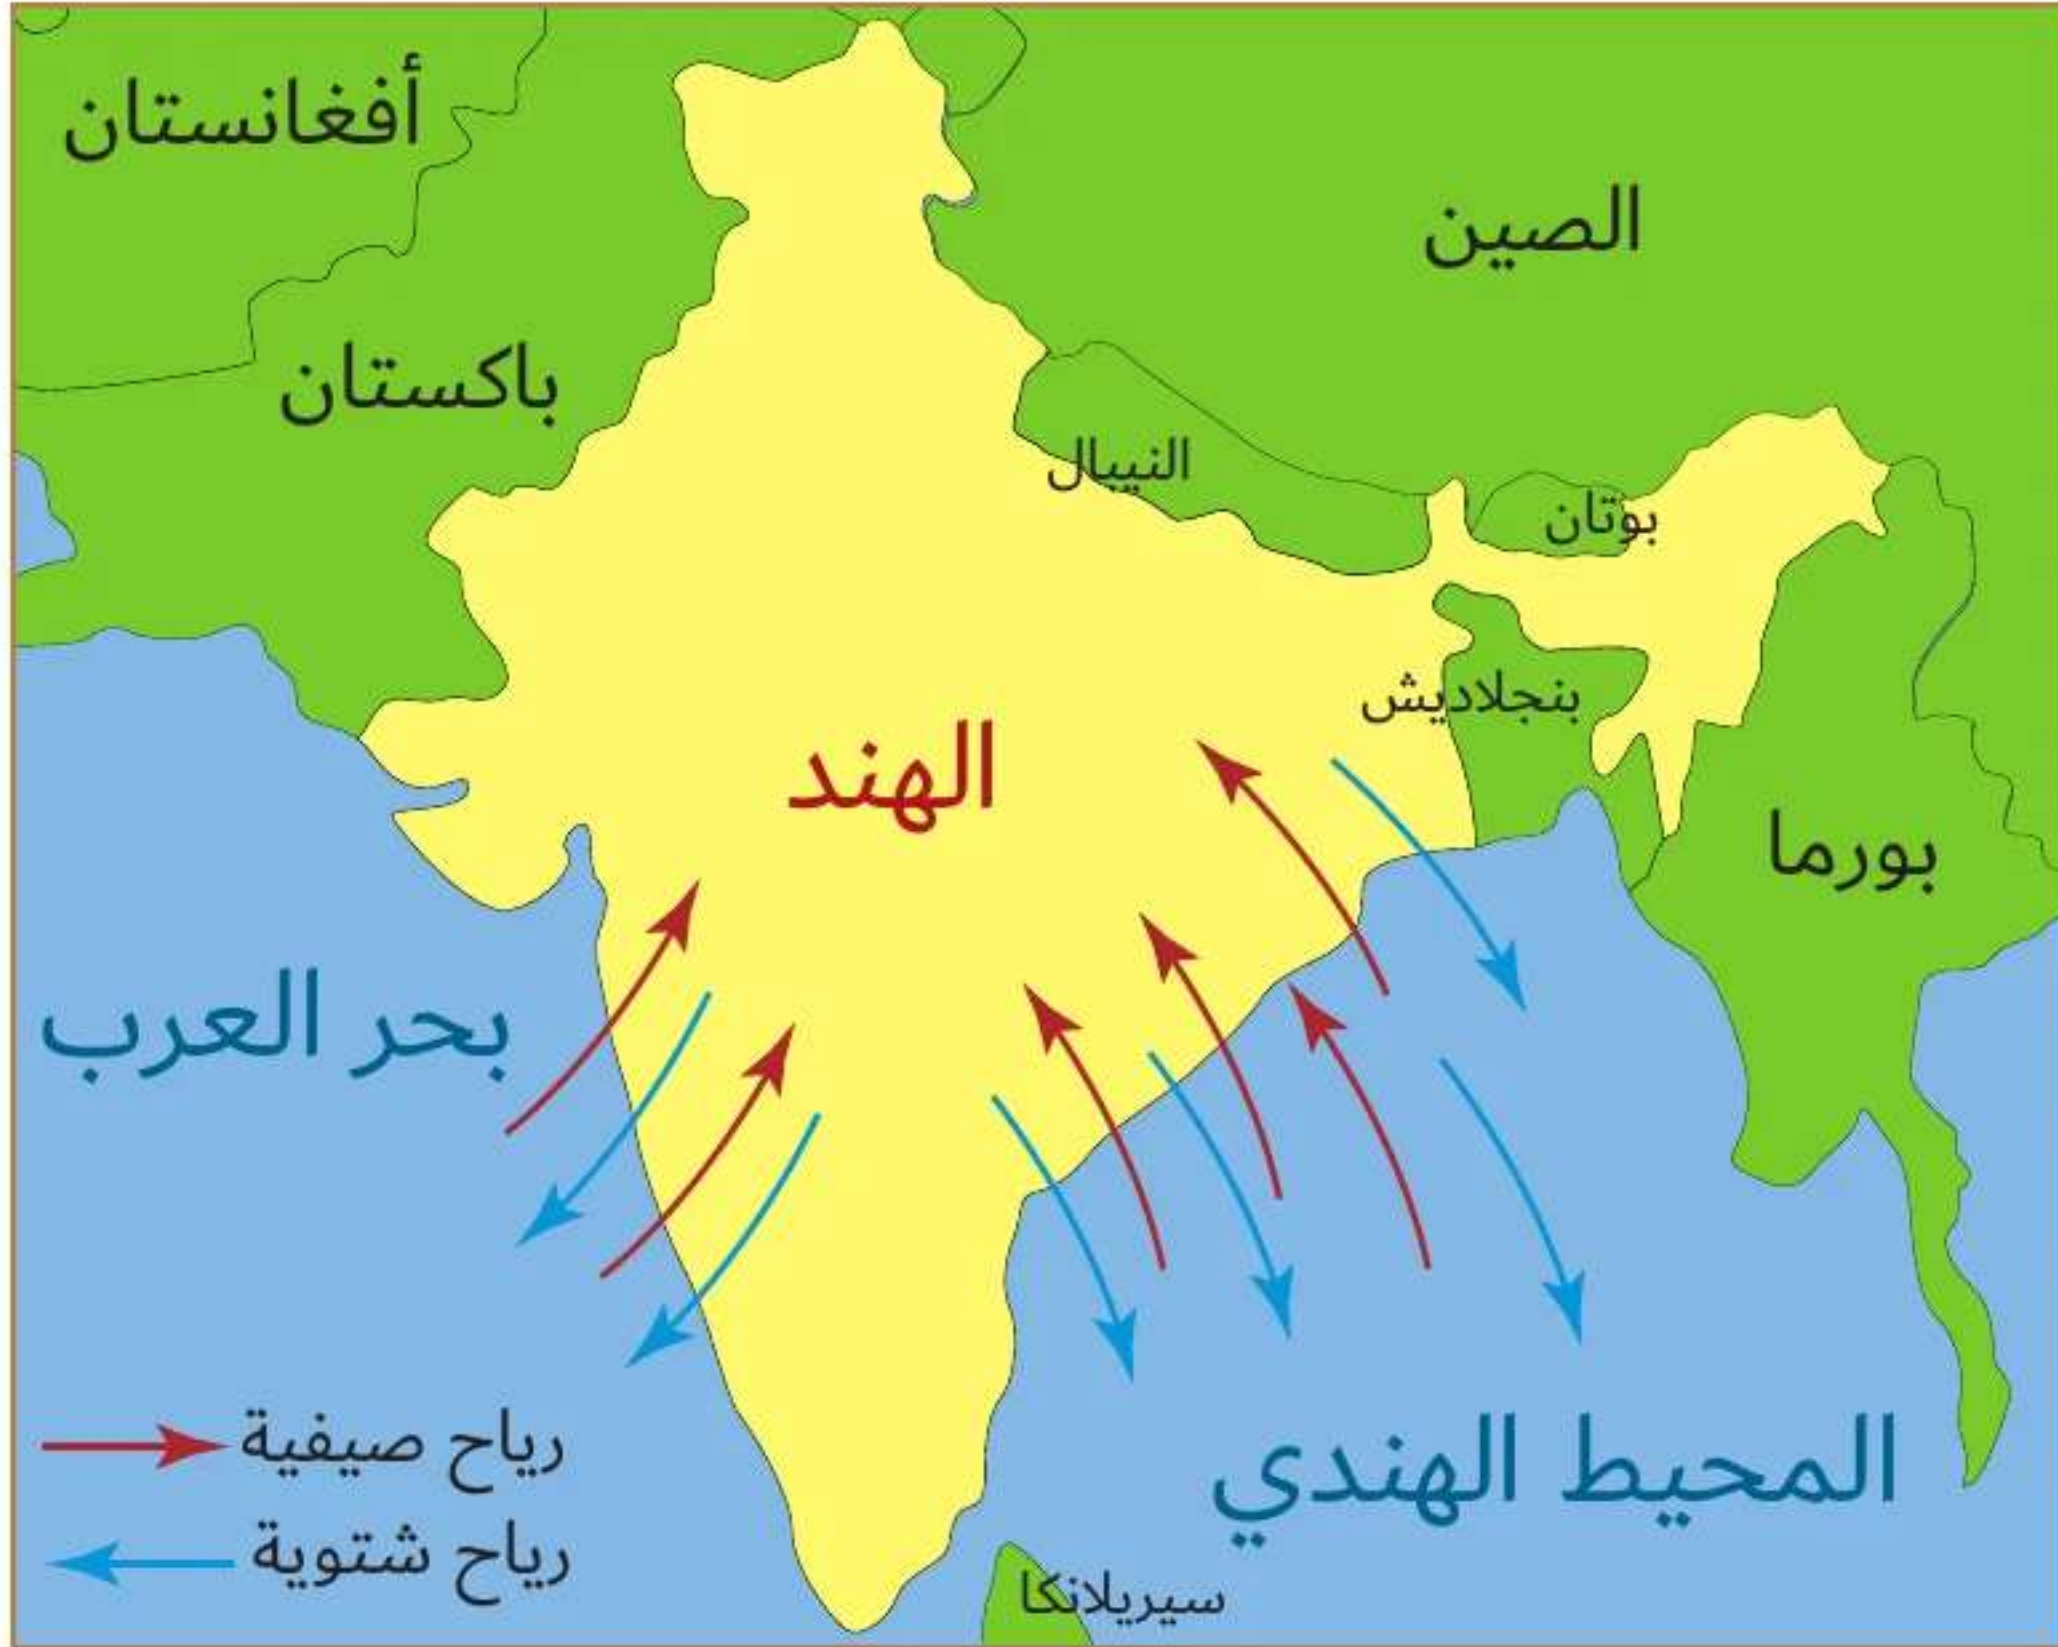 أفغانستان
الصين
باكستان
النيبال
بوتان
بنجلاديش
الهند
بورما
بحر العرب
المحيط الهندي
رياح صيفية
رياح شتوية
سيريلانكا